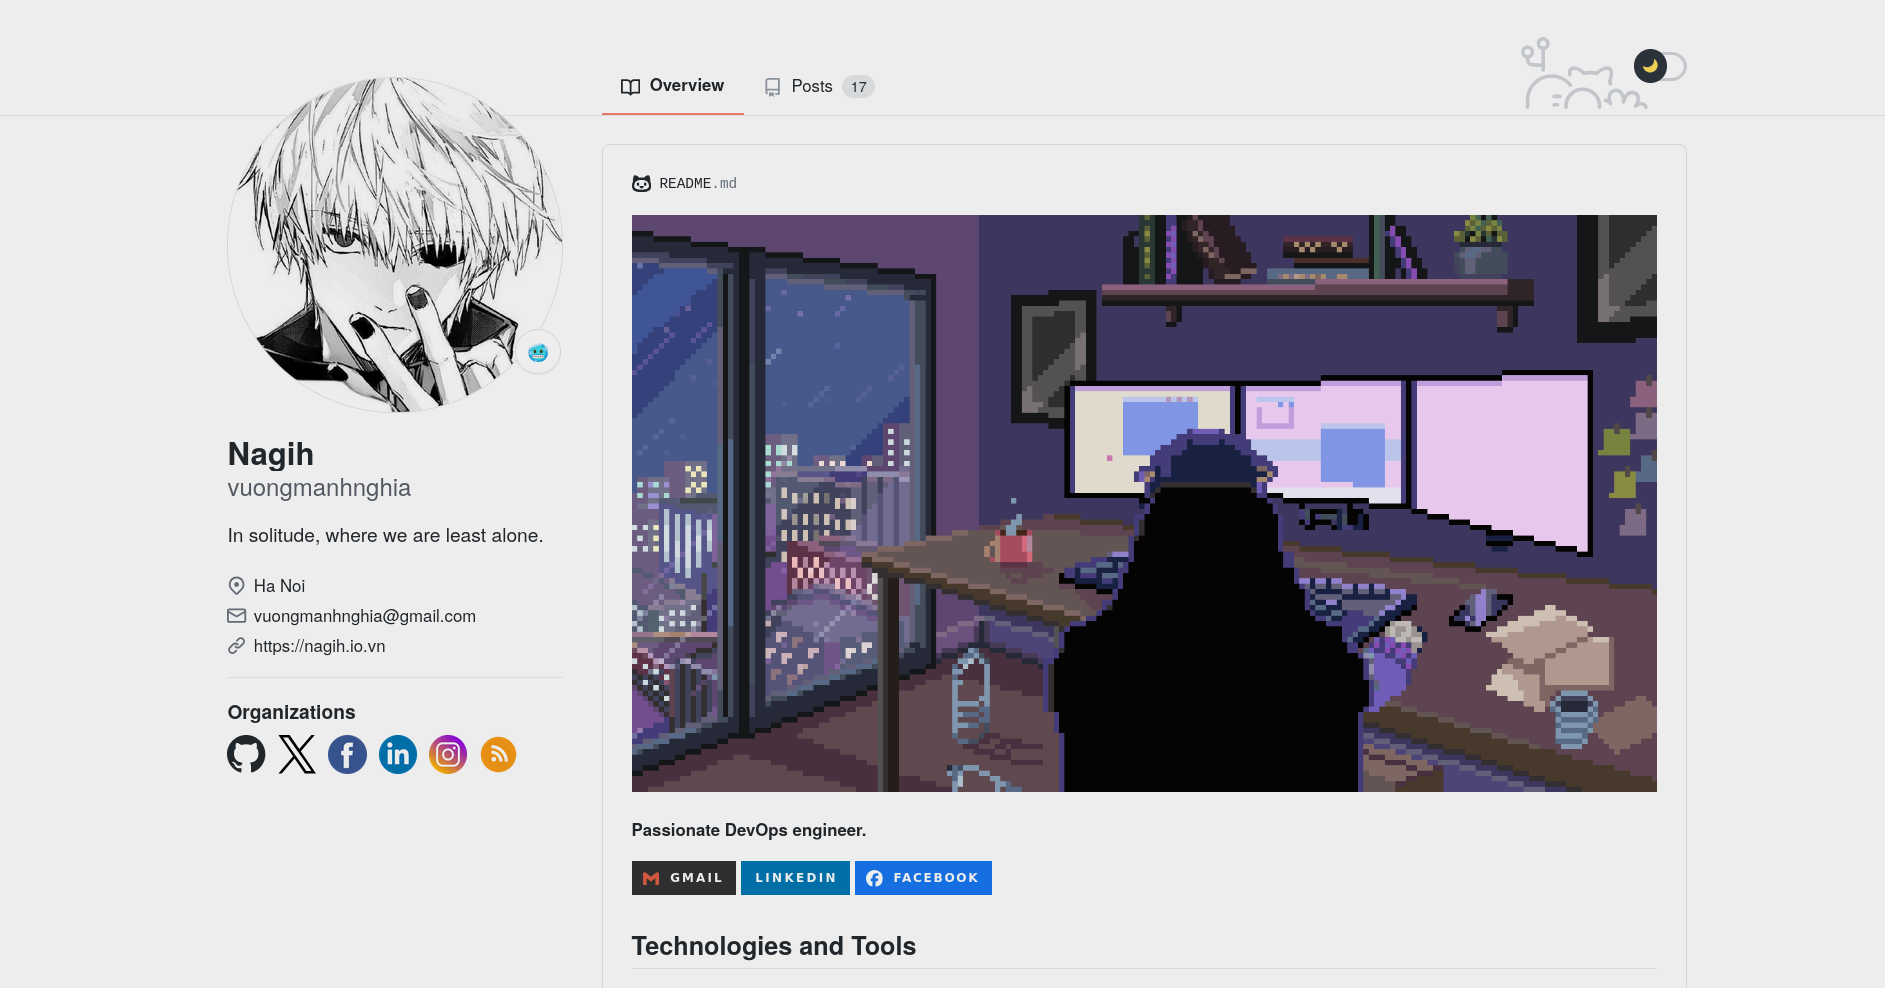 Overview
Posts 17
Nagih
vuongmanhnghia
In solitude, where we are least alone.
Ha Noi
vuongmanhnghia@gmail.com
https://nagih.io.vn
Organizations
README.md
Passionate DevOps engineer.
GMAIL
LINKEDIN
FACEBOOK
Technologies and Tools